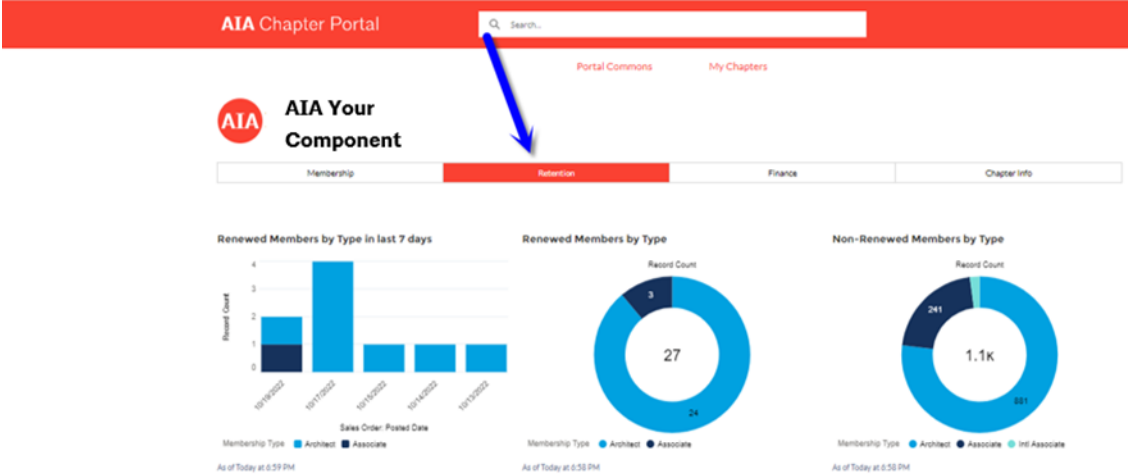 AIA Chapter Portal
Search...
Portal Commons My Chapters
AIA
AIA Your
Component
Membership Retention Finance Chapter Info
Renewed Members by Type in last 7 days
Record Count
4
3
2
1
0
10/19/2022 10/17/2022 10/15/2022 10/14/2022 10/13/2022
Sales Order: Posted Date
Membership Type Architect Associate
As of Today at 6:59 PM
Renewed Members by Type
Record Count
3
27
24
Membership Type Architect Associate
As of Today at 6:58 PM
Non-Renewed Members by Type
Record Count
241
1.1K
881
Membership Type Architect Associate Intl Associate
As of Today at 6:58 PM